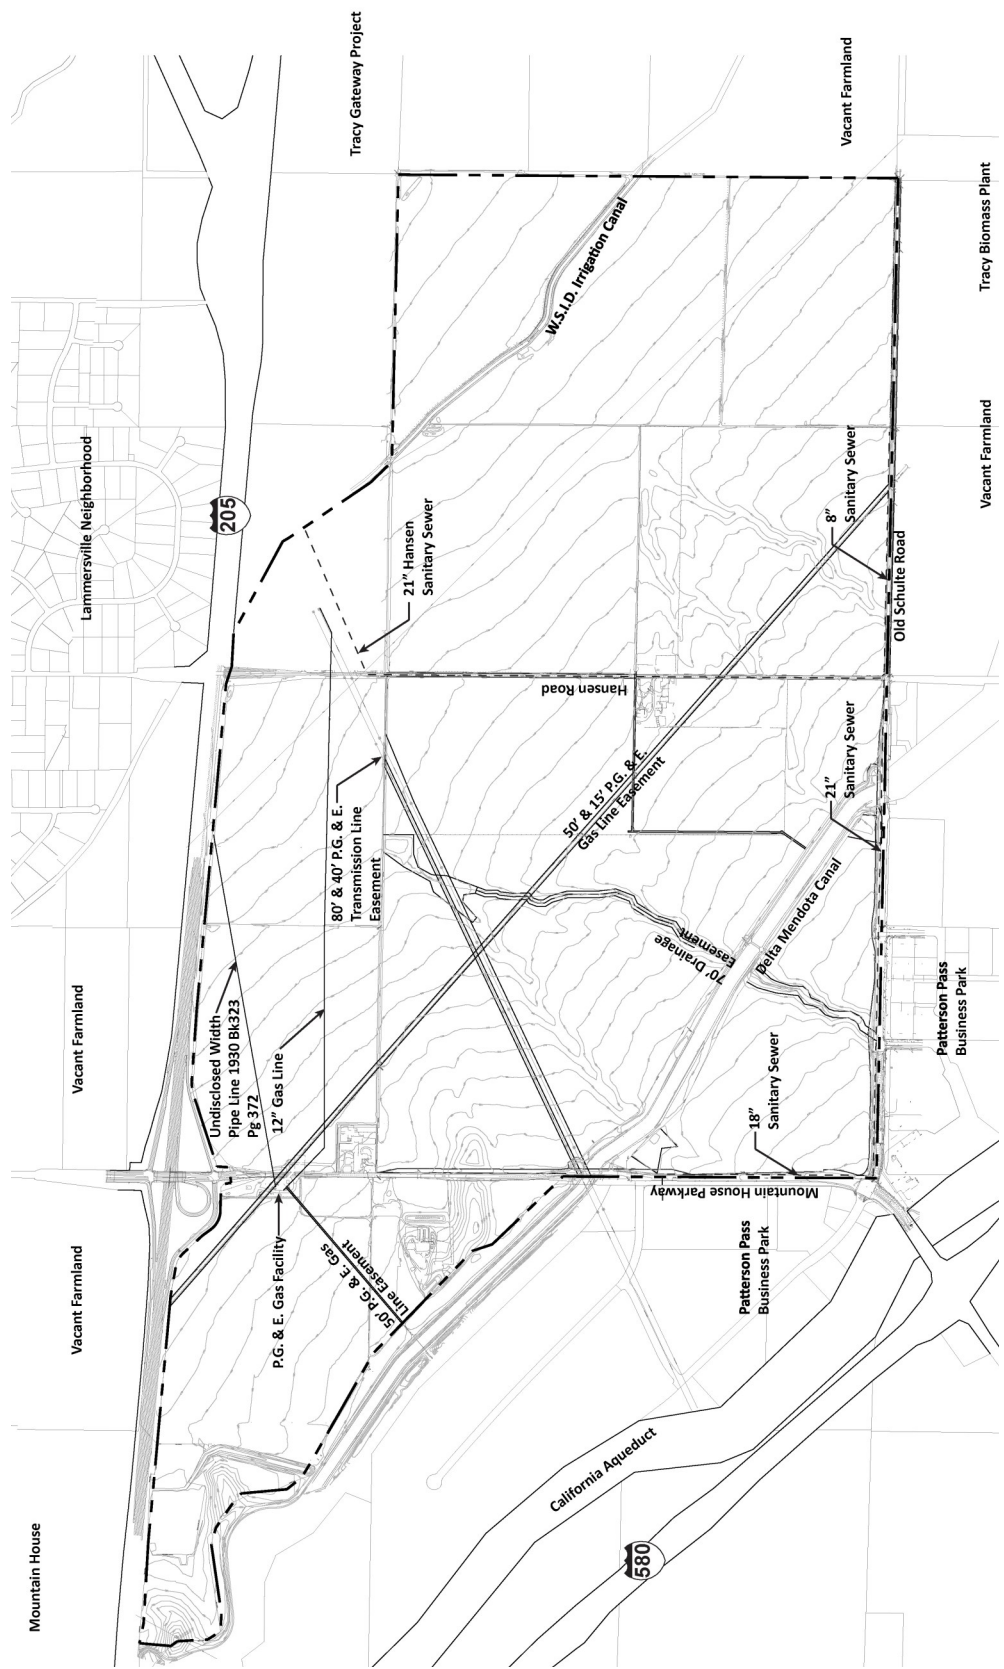 Mountain House
Vacant Farmland
Vacant Farmland
Lammersville Neighborhood
205
Tracy Gateway Project
Undisclosed Width
Pipe Line 1930 Bk323
Pg 372
12” Gas Line
P.G. & E. Gas Facility
50’ P.G. & E. Gas
Line Easement
80’ & 40’ P.G. & E.
Transmission Line
Easement
21” Hansen
Sanitary Sewer
W.S.I.D. Irrigation Canal
Hansen Road
50’ & 15’ P.G. & E.
Gas Line Easement
70’ Drainage
Easement
Delta Mendota Canal
Mountain House Parkway
18”
Sanitary Sewer
21”
Sanitary Sewer
8”
Sanitary Sewer
Old Schulte Road
Vacant Farmland
Patterson Pass
Business Park
Patterson Pass
Business Park
California Aqueduct
580
Vacant Farmland
Tracy Biomass Plant